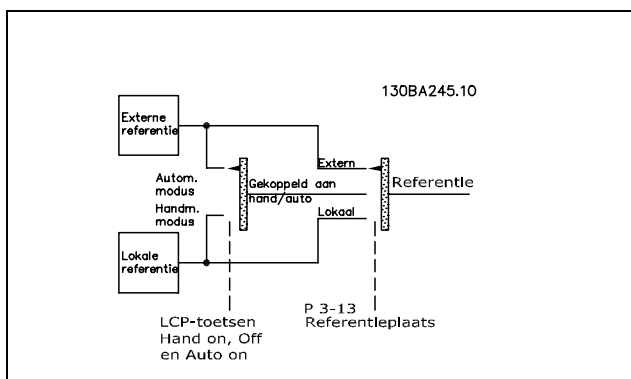 130BA245.10
Externe
referentie
Autom.
modus
Handm.
modus
Gekoppeld aan
hand/auto
Extern
Lokaal
Referentie
Lokale
referentie
LCP-toetsen
Hand on, Off
en Auto on
P 3-13
Referentieplaats